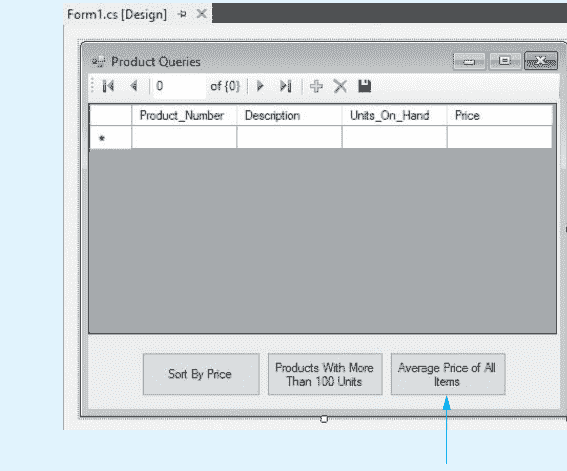 Form1.cs [Design]
Product Queries
0 of {0}
Product_Number Description Units_On_Hand Price
*
Sort By Price
Products With More
Than 100 Units
Average Price of All
Items